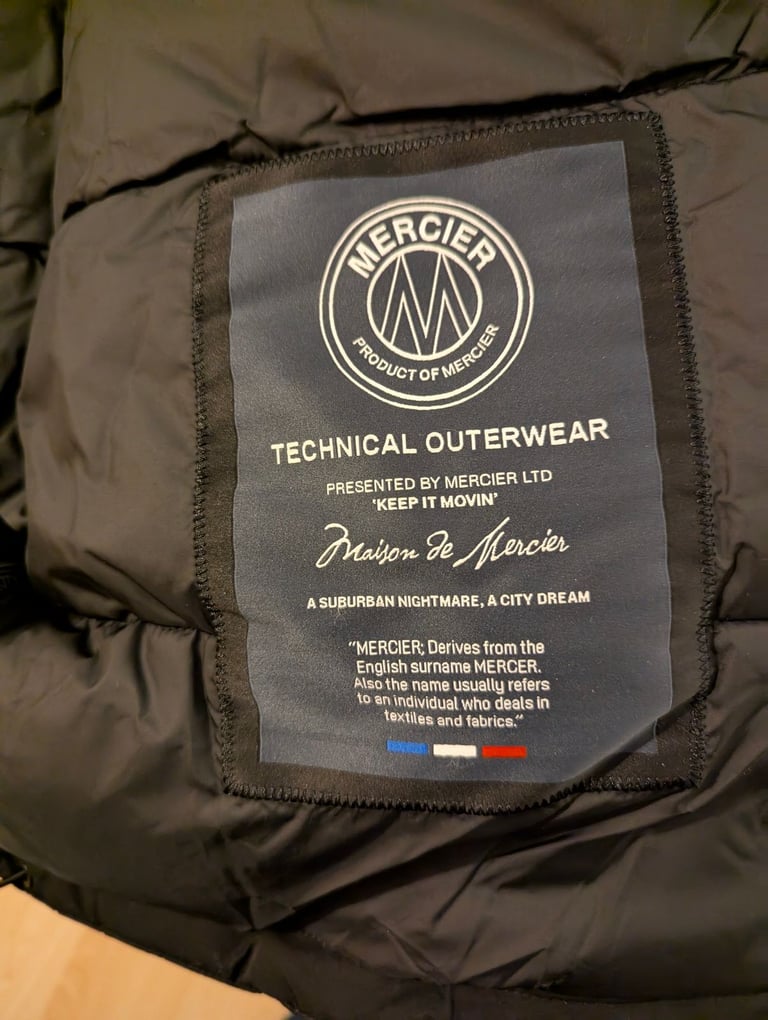 MERCIER
PRODUCT OF MERCIER
TECHNICAL OUTERWEAR
PRESENTED BY MERCIER LTD
'KEEP IT MOVIN'
Maison de Mercier
A SUBURBAN NIGHTMARE, A CITY DREAM
"MERCIER; Derives from the
English surname MERCER.
Also the name usually refers
to an individual who deals in
textiles and fabrics."